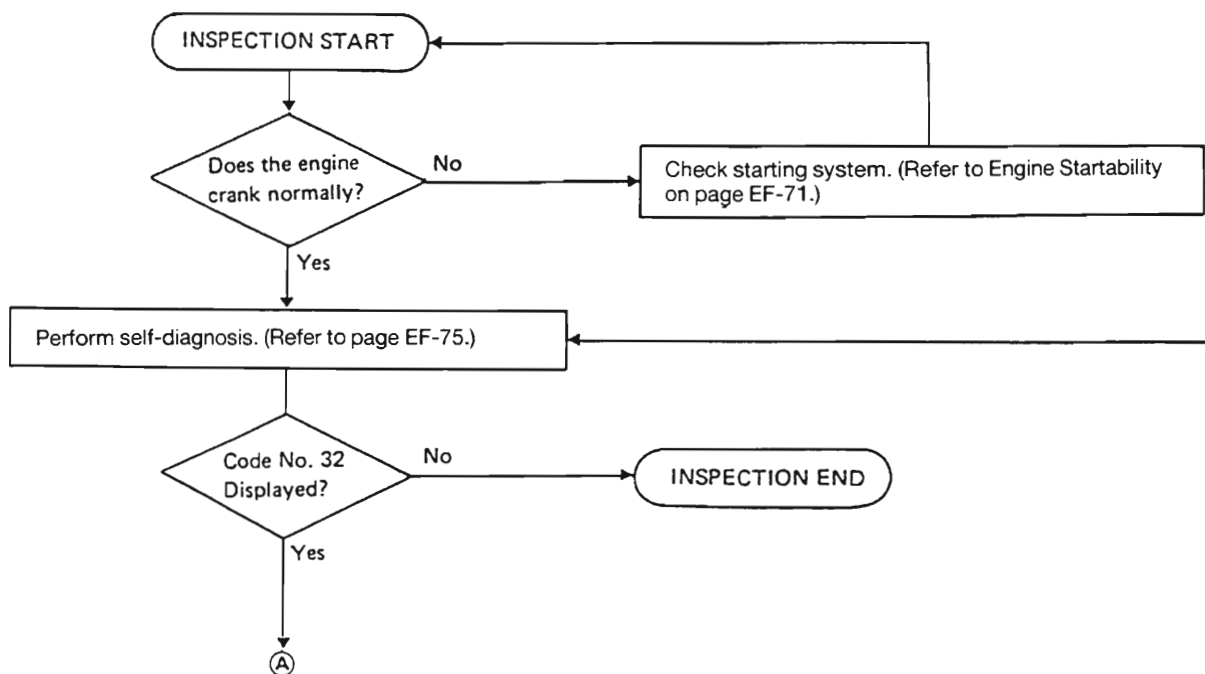 INSPECTION START
Does the engine
crank normally?
No
Check starting system. (Refer to Engine Startability
on page EF-71.)
Yes
Perform self-diagnosis. (Refer to page EF-75.)
Code No. 32
Displayed?
No
INSPECTION END
Yes
A